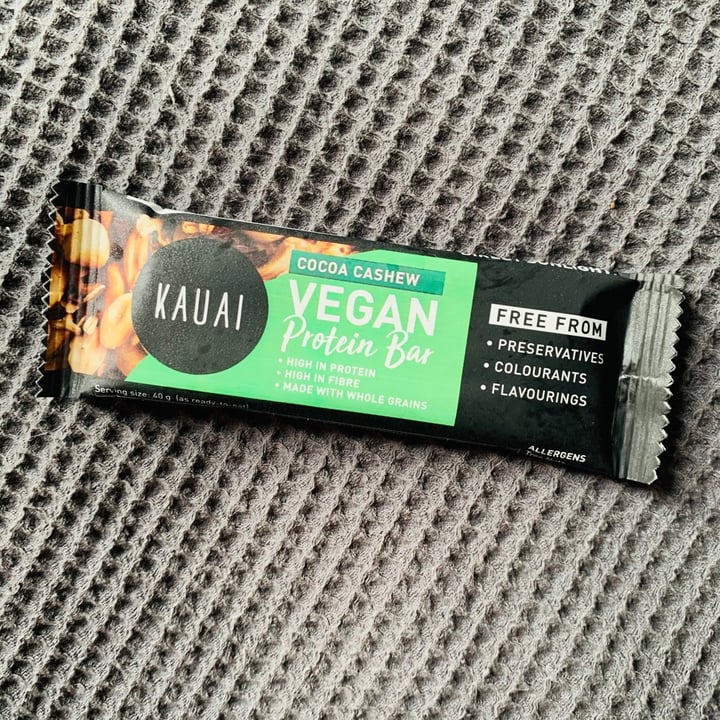 KAUAI
COCOA CASHEW
VEGAN
Protein Bar
• HIGH IN PROTEIN
• HIGH IN FIBRE
• MADE WITH WHOLE GRAINS
Serving size: 40 g (as ready-to-eat)
FREE FROM
• PRESERVATIVES
• COLOURANTS
• FLAVOURINGS
ALLERGENS